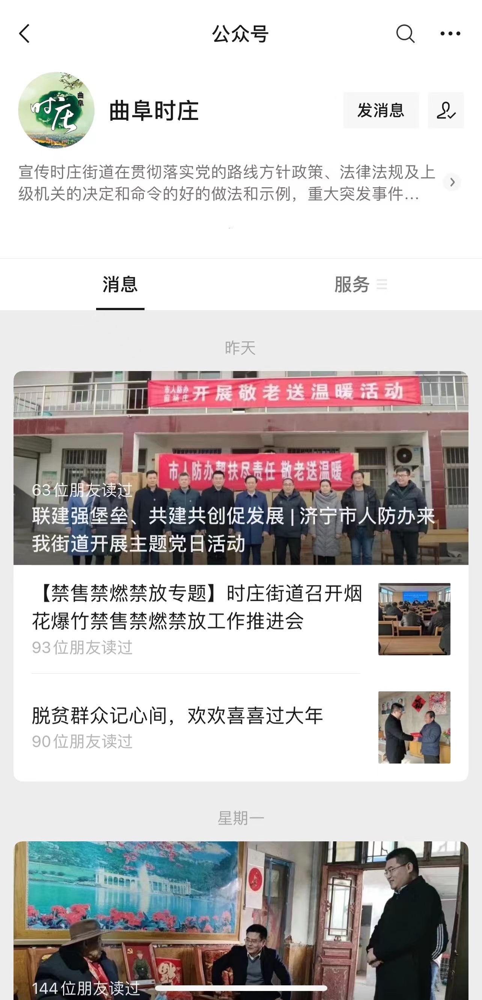 公众号
时庄
曲阜
曲阜时庄
发消息
宣传时庄街道在贯彻落实党的路线方针政策、法律法规及上
级机关的决定和命令的好的做法和示例，重大突发事件...
消息
服务
昨天
市人防办
开展敬老送温暖活动
市人防办帮扶尽责任 敬老送温暖
63位朋友读过
联建强堡垒、共建共创促发展 | 济宁市人防办来
我街道开展主题党日活动
【禁售禁燃禁放专题】时庄街道召开烟
花爆竹禁售禁燃禁放工作推进会
93位朋友读过
脱贫群众记心间，欢欢喜喜过大年
90位朋友读过
星期一
144位朋友读过